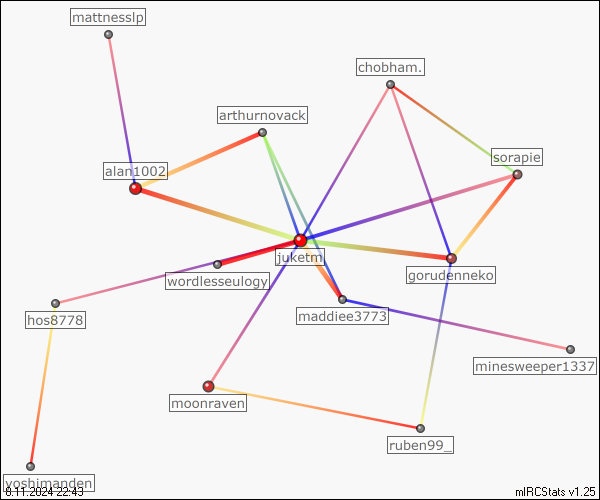 mattnesslp
chobham.
arthurnovack
sorapie
alan1002
juketm
gorudenneko
wordlesseulogy
maddiee3773
hos8778
minesweeper1337
moonraven
ruben99_
yoshimanden
8.11.2024 22:43
mIRCStats v1.25